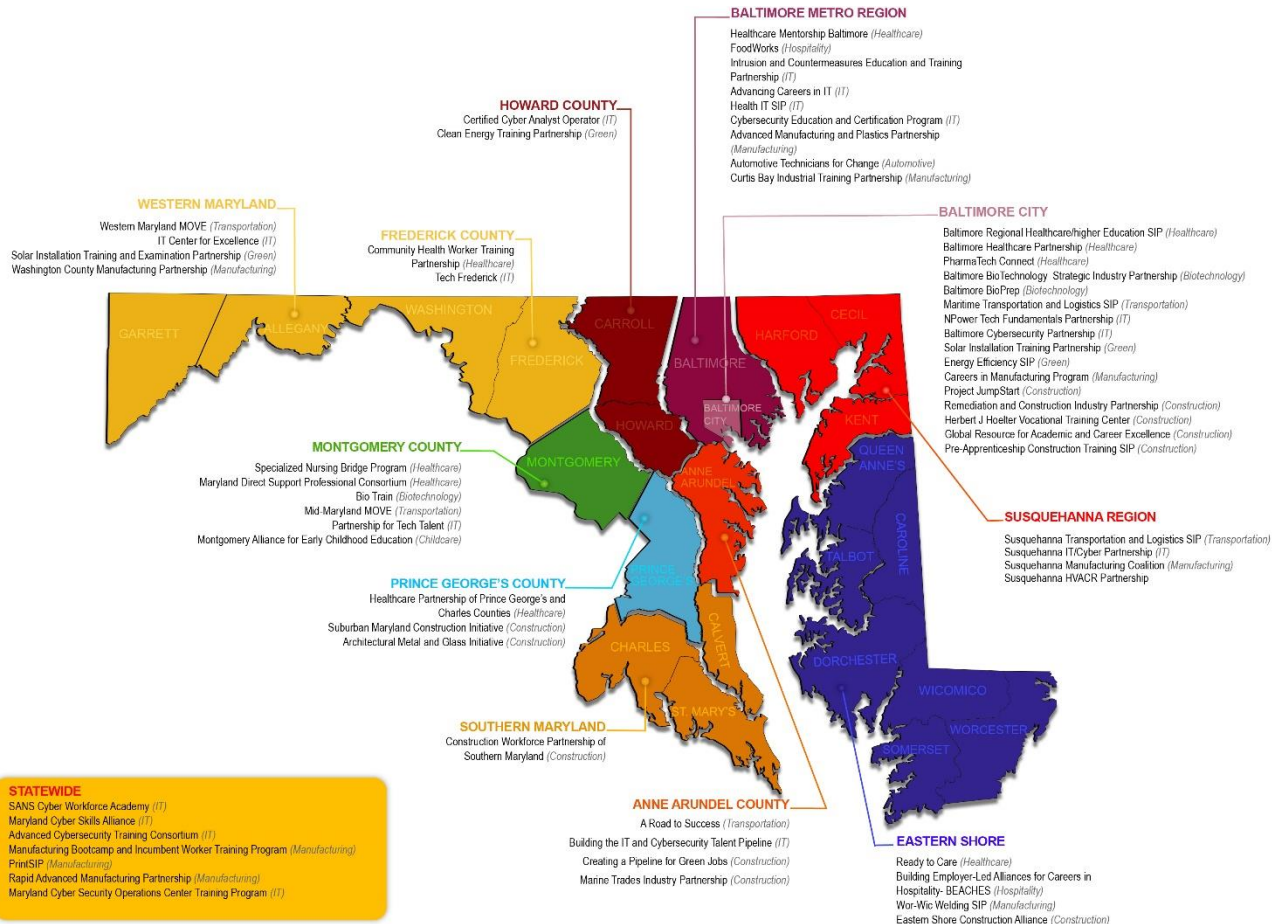 BALTIMORE METRO REGION
Healthcare Mentorship Baltimore (Healthcare)
FoodWorks (Hospitality)
Intrusion and Countermeasures Education and Training
Partnership (IT)
Advancing Careers in IT (IT)
Health IT SIP (IT)
Cybersecurity Education and Certification Program (IT)
Advanced Manufacturing and Plastics Partnership
(Manufacturing)
Automotive Technicians for Change (Automotive)
Curtis Bay Industrial Training Partnership (Manufacturing)
HOWARD COUNTY
Certified Cyber Analyst Operator (IT)
Clean Energy Training Partnership (Green)
WESTERN MARYLAND
Western Maryland MOVE (Transportation)
IT Center for Excellence (IT)
Solar Installation Training and Examination Partnership (Green)
Washington County Manufacturing Partnership (Manufacturing)
FREDERICK COUNTY
Community Health Worker Training
Partnership (Healthcare)
Tech Frederick (IT)
BALTIMORE CITY
Baltimore Regional Healthcare/higher Education SIP (Healthcare)
Baltimore Healthcare Partnership (Healthcare)
PharmaTech Connect (Healthcare)
Baltimore BioTechnology Strategic Industry Partnership (Biotechnology)
Baltimore BioPrep (Biotechnology)
Maritime Transportation and Logistics SIP (Transportation)
NPower Tech Fundamentals Partnership (IT)
Baltimore Cybersecurity Partnership (IT)
Solar Installation Training Partnership (Green)
Energy Efficiency SIP (Green)
Careers in Manufacturing Program (Manufacturing)
Project JumpStart (Construction)
Remediation and Construction Industry Partnership (Construction)
Herbert J Hoelter Vocational Training Center (Construction)
Global Resource for Academic and Career Excellence (Construction)
Pre-Apprenticeship Construction Training SIP (Construction)
GARRETT
ALLEGANY
WASHINGTON
FREDERICK
CARROLL
HOWARD
BALTIMORE
BALTIMORE
CITY
HARFORD
CECIL
KENT
QUEEN
ANNE'S
CAROLINE
TALBOT
MONTGOMERY
ANNE
ARUNDEL
PRINCE
GEORGE'S
CHARLES
CALVERT
ST. MARY'S
DORCHESTER
WICOMICO
WORCESTER
SOMERSET
MONTGOMERY COUNTY
Specialized Nursing Bridge Program (Healthcare)
Maryland Direct Support Professional Consortium (Healthcare)
Bio Train (Biotechnology)
Mid-Maryland MOVE (Transportation)
Partnership for Tech Talent (IT)
Montgomery Alliance for Early Childhood Education (Childcare)
SUSQUEHANNA REGION
Susquehanna Transportation and Logistics SIP (Transportation)
Susquehanna IT/Cyber Partnership (IT)
Susquehanna Manufacturing Coalition (Manufacturing)
Susquehanna HVACR Partnership
PRINCE GEORGE'S COUNTY
Healthcare Partnership of Prince George's and
Charles Counties (Healthcare)
Suburban Maryland Construction Initiative (Construction)
Architectural Metal and Glass Initiative (Construction)
SOUTHERN MARYLAND
Construction Workforce Partnership of
Southern Maryland (Construction)
STATEWIDE
SANS Cyber Workforce Academy (IT)
Maryland Cyber Skills Alliance (IT)
Advanced Cybersecurity Training Consortium (IT)
Manufacturing Bootcamp and Incumbent Worker Training Program (Manufacturing)
PrintSIP (Manufacturing)
Rapid Advanced Manufacturing Partnership (Manufacturing)
Maryland Cyber Security Operations Center Training Program (IT)
ANNE ARUNDEL COUNTY
A Road to Success (Transportation)
Building the IT and Cybersecurity Talent Pipeline (IT)
Creating a Pipeline for Green Jobs (Construction)
Marine Trades Industry Partnership (Construction)
EASTERN SHORE
Ready to Care (Healthcare)
Building Employer-Led Alliances for Careers in
Hospitality- BEACHES (Hospitality)
Wor-Wic Welding SIP (Manufacturing)
Eastern Shore Construction Alliance (Construction)